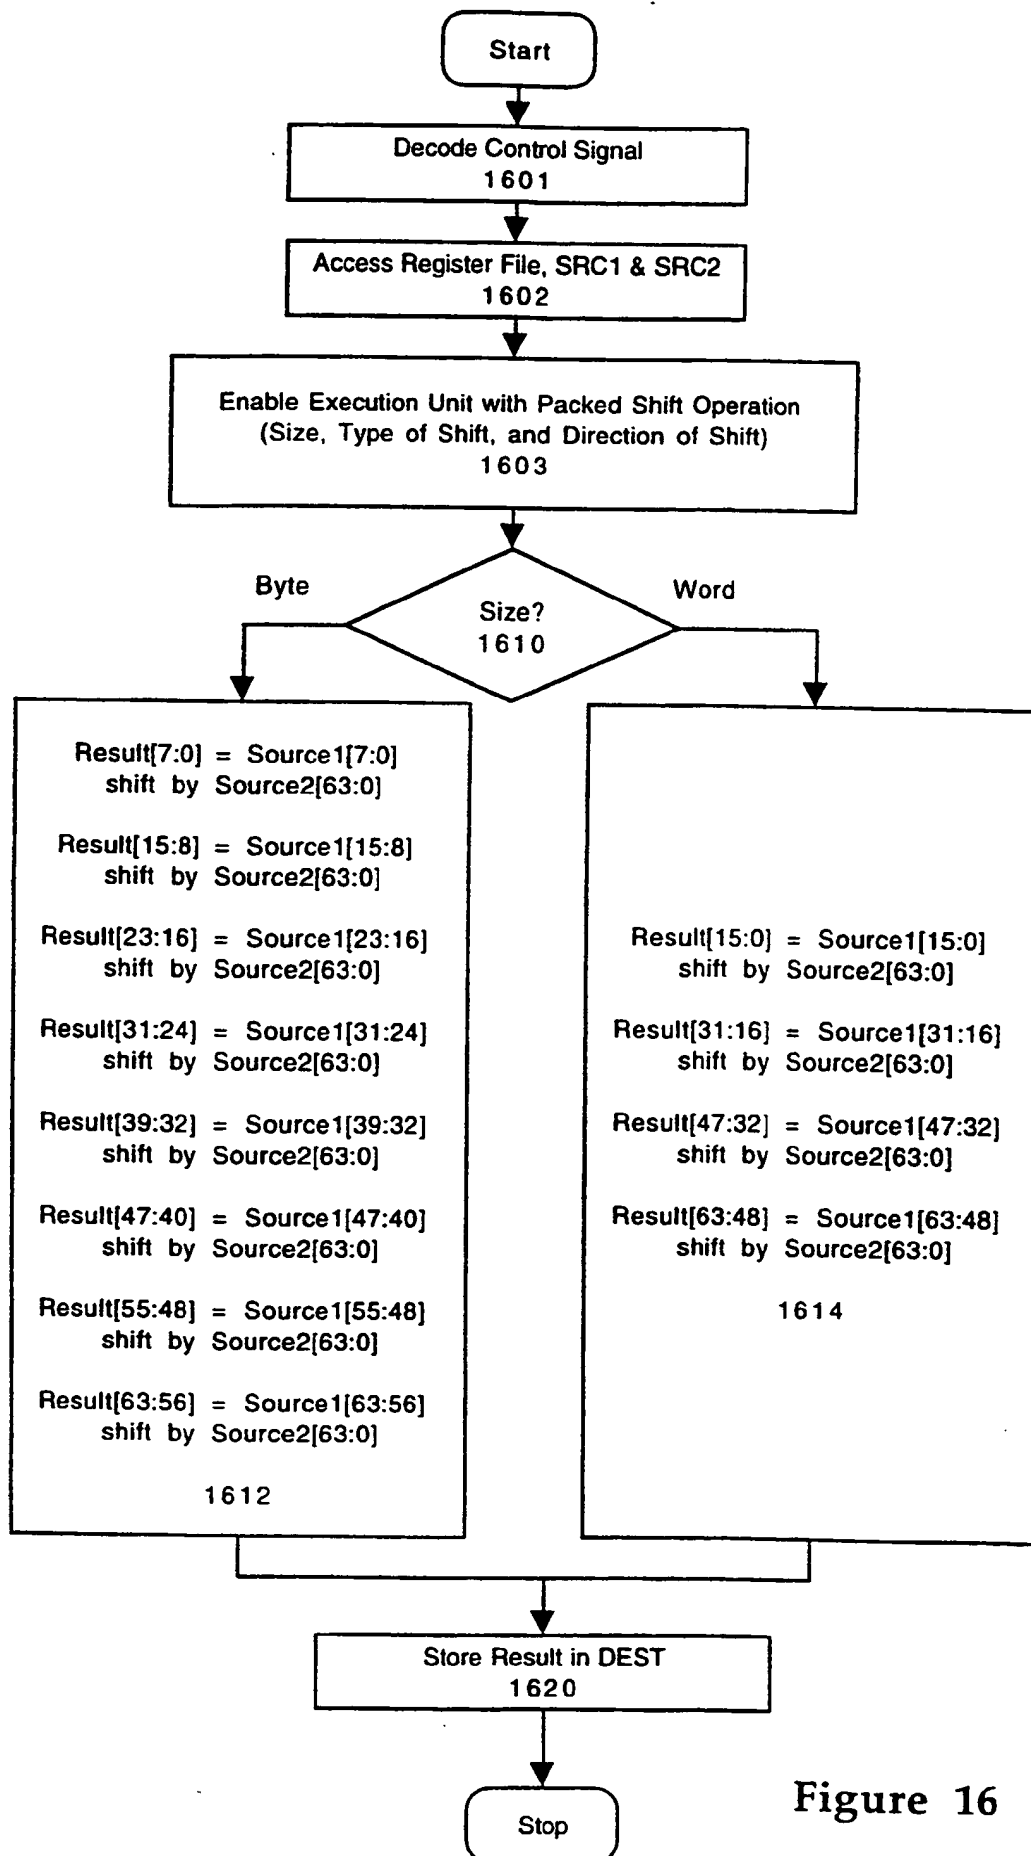 Start
Decode Control Signal
1601
Access Register File, SRC1 & SRC2
1602
Enable Execution Unit with Packed Shift Operation
(Size, Type of Shift, and Direction of Shift)
1603
Byte
Size?
1610
Word
Result[7:0] = Source1[7:0]
shift by Source2[63:0]
Result[15:8] = Source1[15:8]
shift by Source2[63:0]
Result[23:16] = Source1[23:16]
shift by Source2[63:0]
Result[31:24] = Source1[31:24]
shift by Source2[63:0]
Result[39:32] = Source1[39:32]
shift by Source2[63:0]
Result[47:40] = Source1[47:40]
shift by Source2[63:0]
Result[55:48] = Source1[55:48]
shift by Source2[63:0]
Result[63:56] = Source1[63:56]
shift by Source2[63:0]
1612
Result[15:0] = Source1[15:0]
shift by Source2[63:0]
Result[31:16] = Source1[31:16]
shift by Source2[63:0]
Result[47:32] = Source1[47:32]
shift by Source2[63:0]
Result[63:48] = Source1[63:48]
shift by Source2[63:0]
1614
Store Result in DEST
1620
Stop
Figure 16